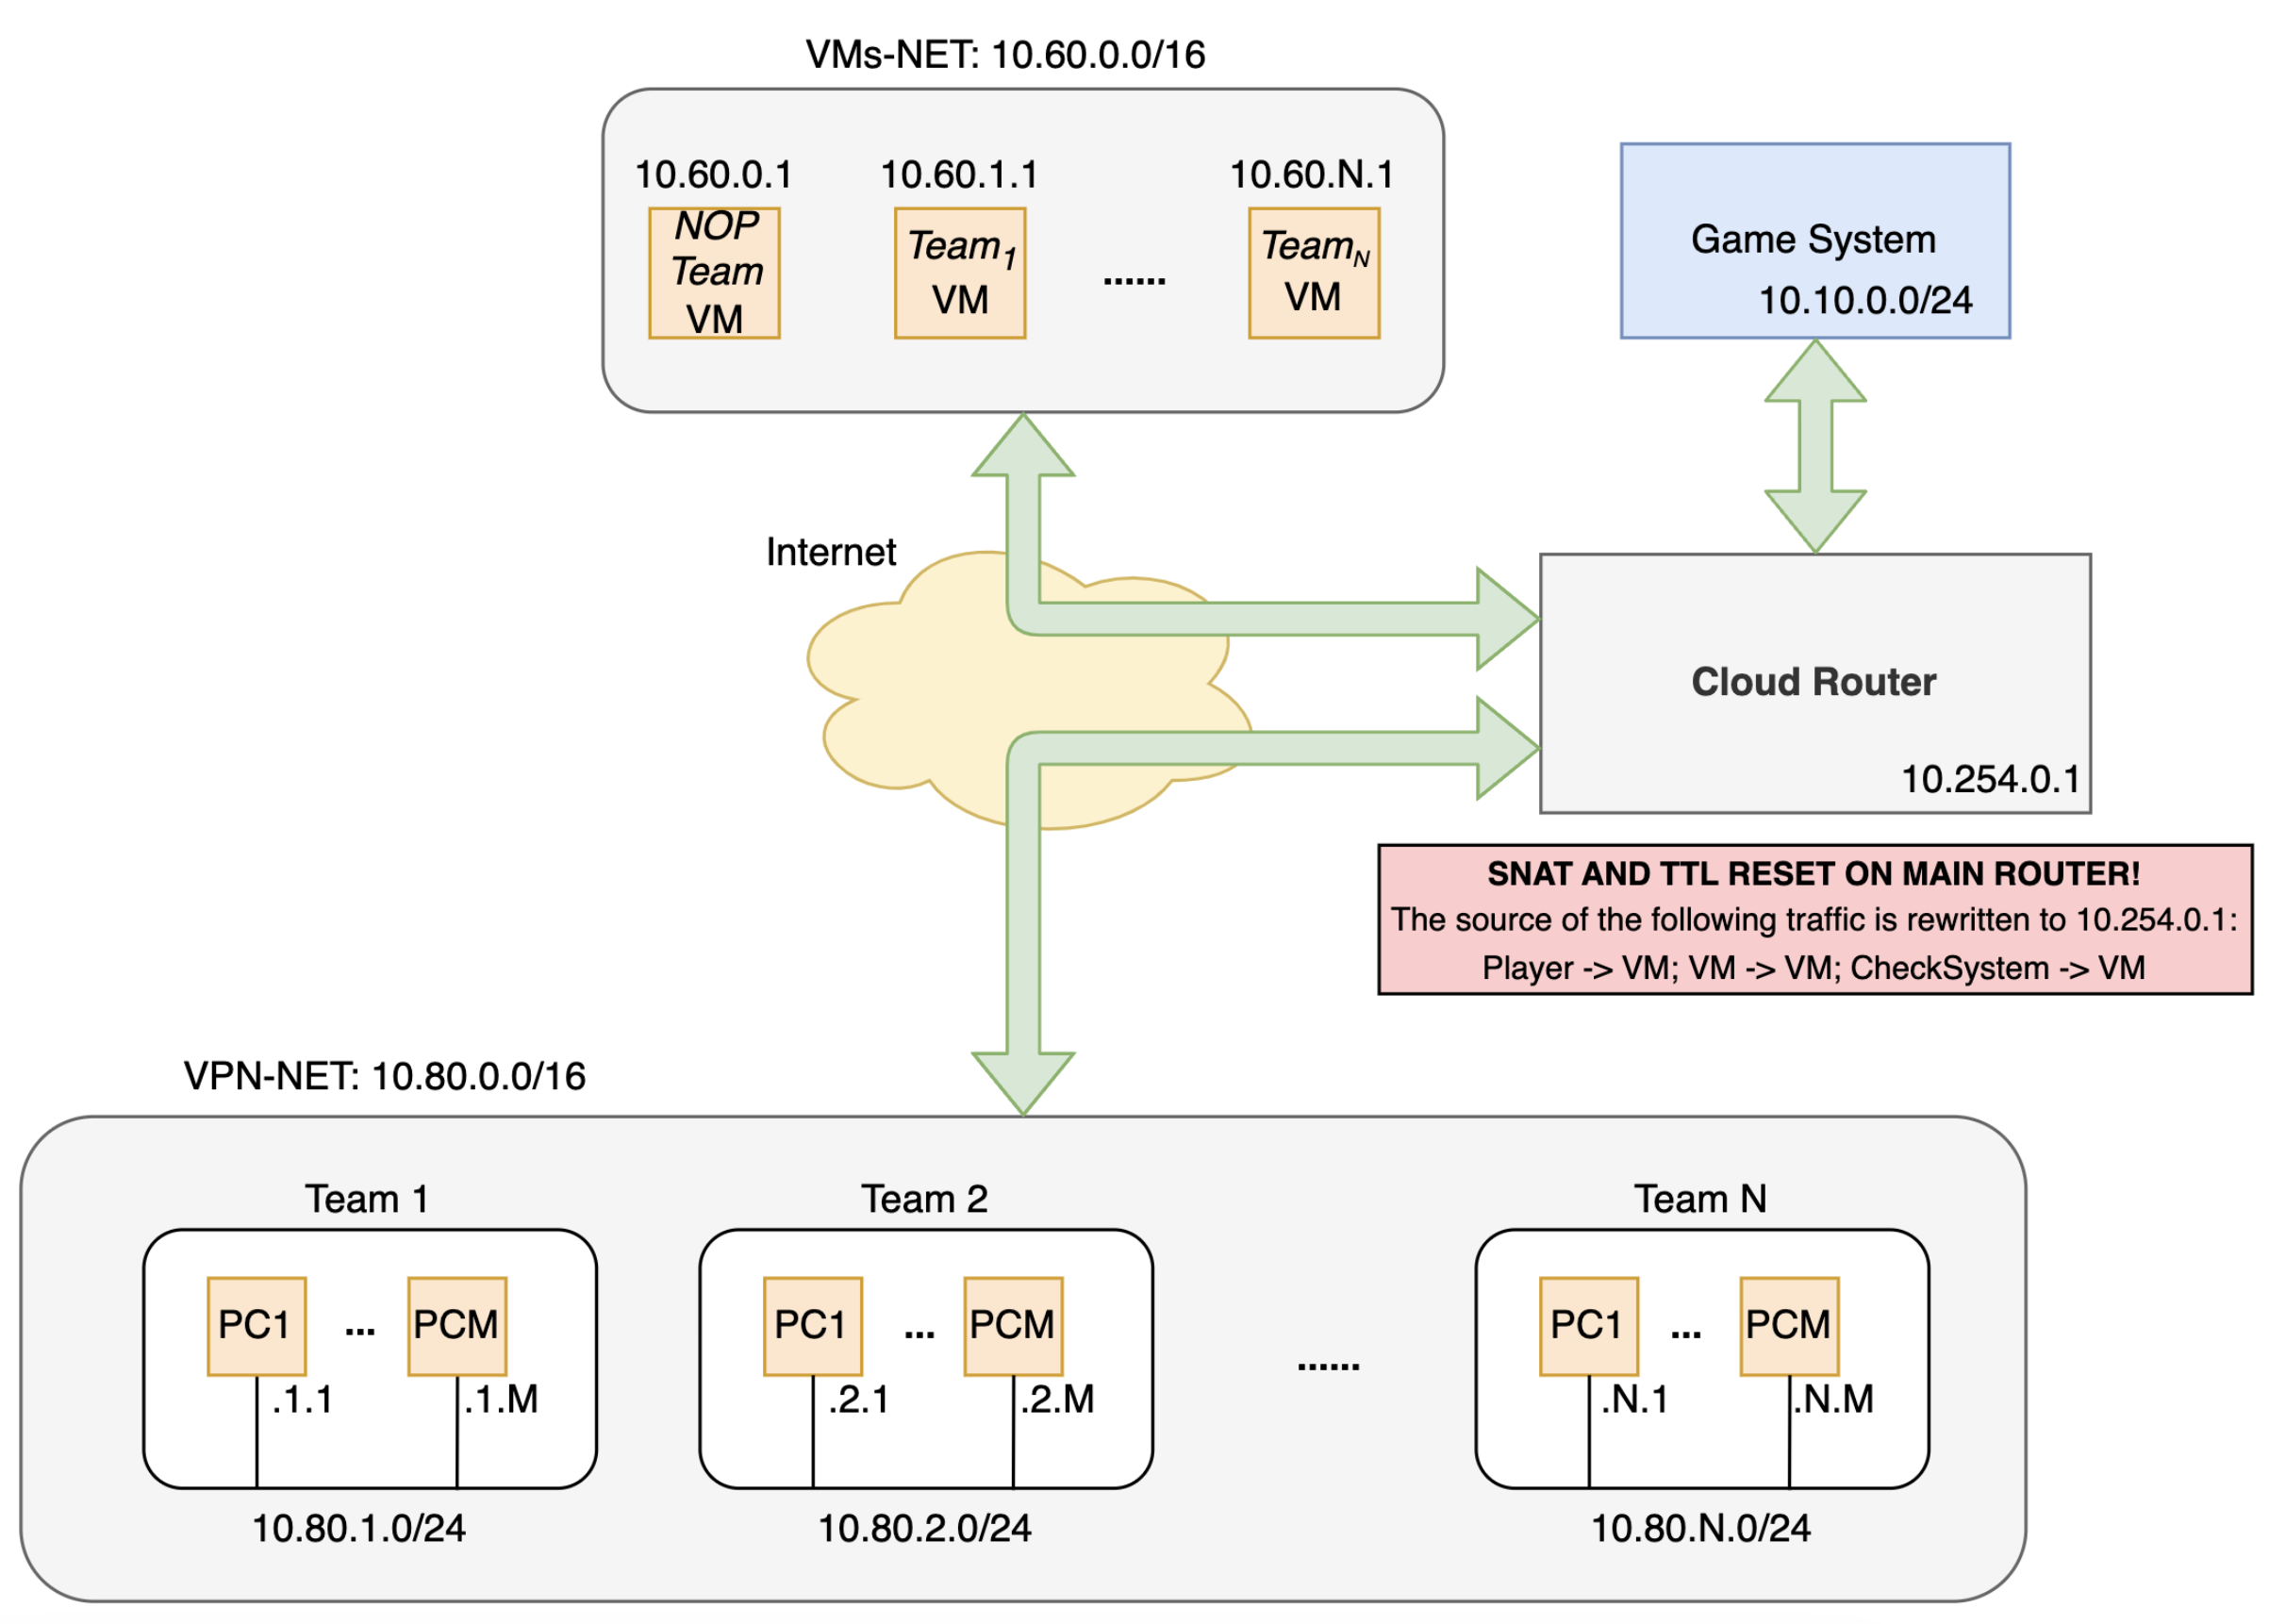 VMs-NET: 10.60.0.0/16
10.60.0.1
10.60.1.1
10.60.N.1
NOP
Team
VM
Team1
VM
......
TeamN
VM
Game System
10.10.0.0/24
Internet
Cloud Router
10.254.0.1
SNAT AND TTL RESET ON MAIN ROUTER!
The source of the following traffic is rewritten to 10.254.0.1:
Player -> VM; VM -> VM; CheckSystem -> VM
VPN-NET: 10.80.0.0/16
Team 1
PC1
...
PCM
.1.1
.1.M
10.80.1.0/24
Team 2
PC1
...
PCM
.2.1
.2.M
10.80.2.0/24
......
Team N
PC1
...
PCM
.N.1
.N.M
10.80.N.0/24